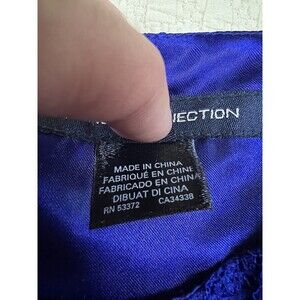 NECTION
MADE IN CHINA
FABRIQUÉ EN CHINE
FABRICADO EN CHINA
DIBUAT DI CINA
RN 53372 CA34338